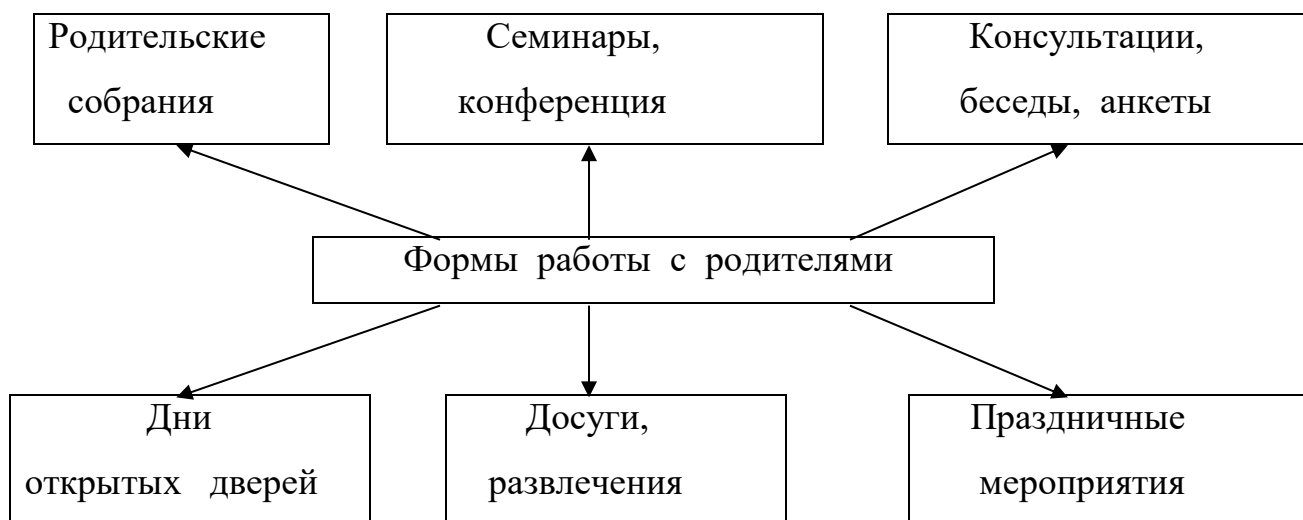 Родительские
собрания
Семинары,
конференция
Консультации,
беседы, анкеты
Формы работы с родителями
Дни
открытых дверей
Досуги,
развлечения
Праздничные
мероприятия